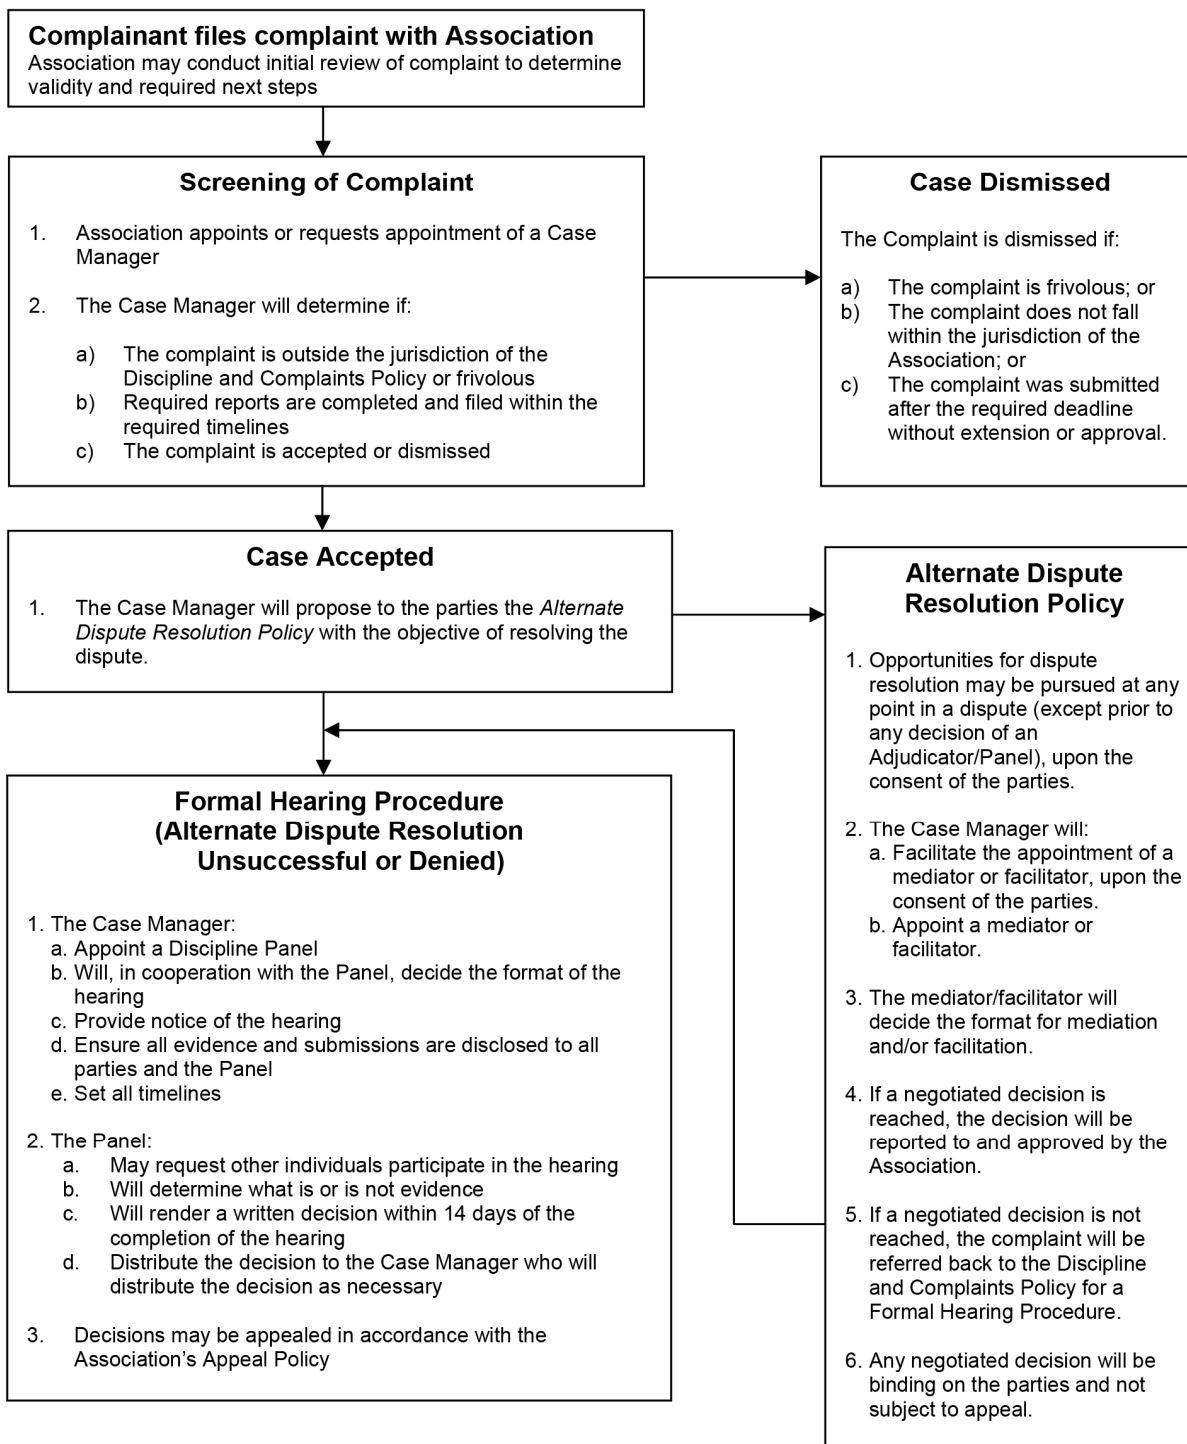 Complainant files complaint with Association
Association may conduct initial review of complaint to determine
validity and required next steps
Screening of Complaint
1. Association appoints or requests appointment of a Case
Manager
2. The Case Manager will determine if:
a) The complaint is outside the jurisdiction of the
Discipline and Complaints Policy or frivolous
b) Required reports are completed and filed within the
required timelines
c) The complaint is accepted or dismissed
Case Dismissed
The Complaint is dismissed if:
a) The complaint is frivolous; or
b) The complaint does not fall
within the jurisdiction of the
Association; or
c) The complaint was submitted
after the required deadline
without extension or approval.
Case Accepted
1. The Case Manager will propose to the parties the Alternate
Dispute Resolution Policy with the objective of resolving the
dispute.
Alternate Dispute
Resolution Policy
1. Opportunities for dispute
resolution may be pursued at any
point in a dispute (except prior to
any decision of an
Adjudicator/Panel), upon the
consent of the parties.
2. The Case Manager will:
a. Facilitate the appointment of a
mediator or facilitator, upon the
consent of the parties.
b. Appoint a mediator or
facilitator.
3. The mediator/facilitator will
decide the format for mediation
and/or facilitation.
4. If a negotiated decision is
reached, the decision will be
reported to and approved by the
Association.
5. If a negotiated decision is not
reached, the complaint will be
referred back to the Discipline
and Complaints Policy for a
Formal Hearing Procedure.
6. Any negotiated decision will be
binding on the parties and not
subject to appeal.
Formal Hearing Procedure
(Alternate Dispute Resolution
Unsuccessful or Denied)
1. The Case Manager:
a. Appoint a Discipline Panel
b. Will, in cooperation with the Panel, decide the format of the
hearing
c. Provide notice of the hearing
d. Ensure all evidence and submissions are disclosed to all
parties and the Panel
e. Set all timelines
2. The Panel:
a. May request other individuals participate in the hearing
b. Will determine what is or is not evidence
c. Will render a written decision within 14 days of the
completion of the hearing
d. Distribute the decision to the Case Manager who will
distribute the decision as necessary
3. Decisions may be appealed in accordance with the
Association’s Appeal Policy